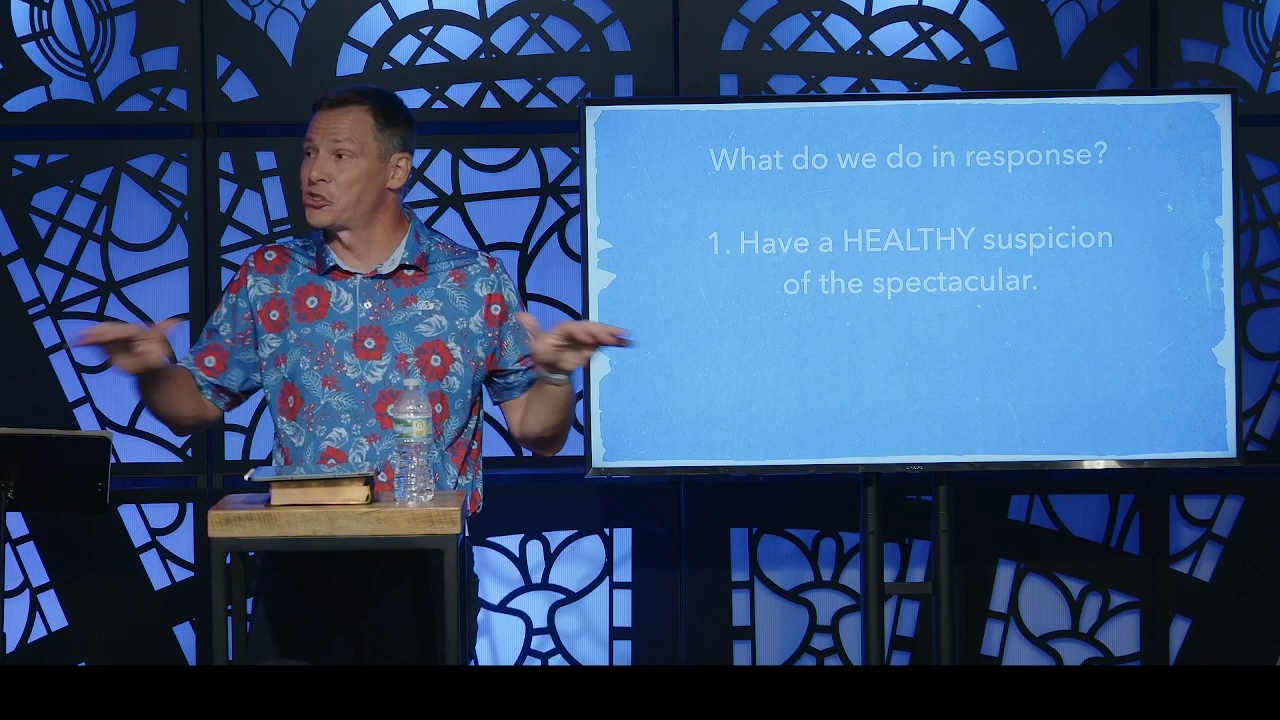 What do we do in response?
1. Have a HEALTHY suspicion
of the spectacular.